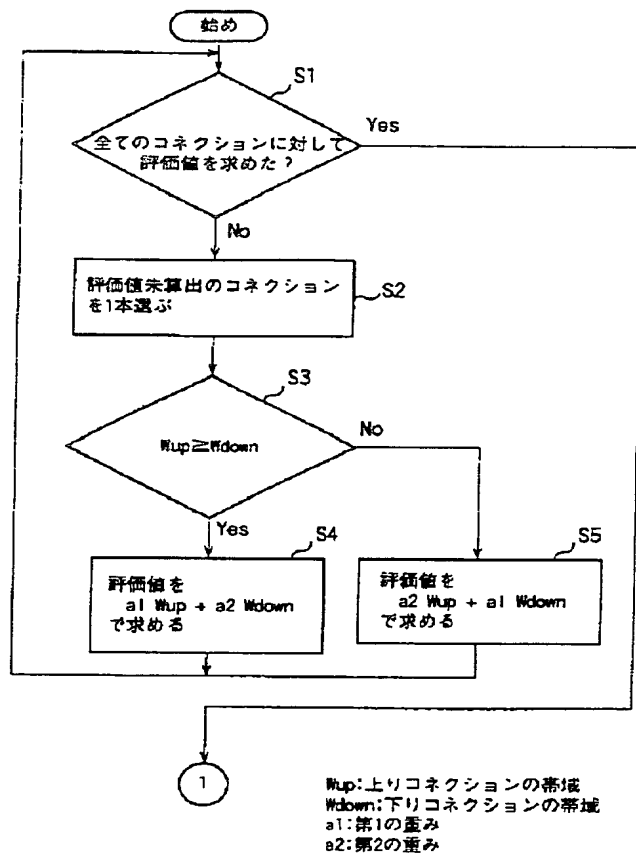 始め
S1
全てのコネクションに対して
評価値を求めた?
Yes
No
評価値未算出のコネクション
を1本選ぶ
S2
S3
Wup≧Wdown
No
Yes
S4
S5
評価値を
a1 Wup + a2 Wdown
で求める
評価値を
a2 Wup + a1 Wdown
で求める
1
Wup:上りコネクションの帯域
Wdown:下りコネクションの帯域
a1:第1の重み
a2:第2の重み